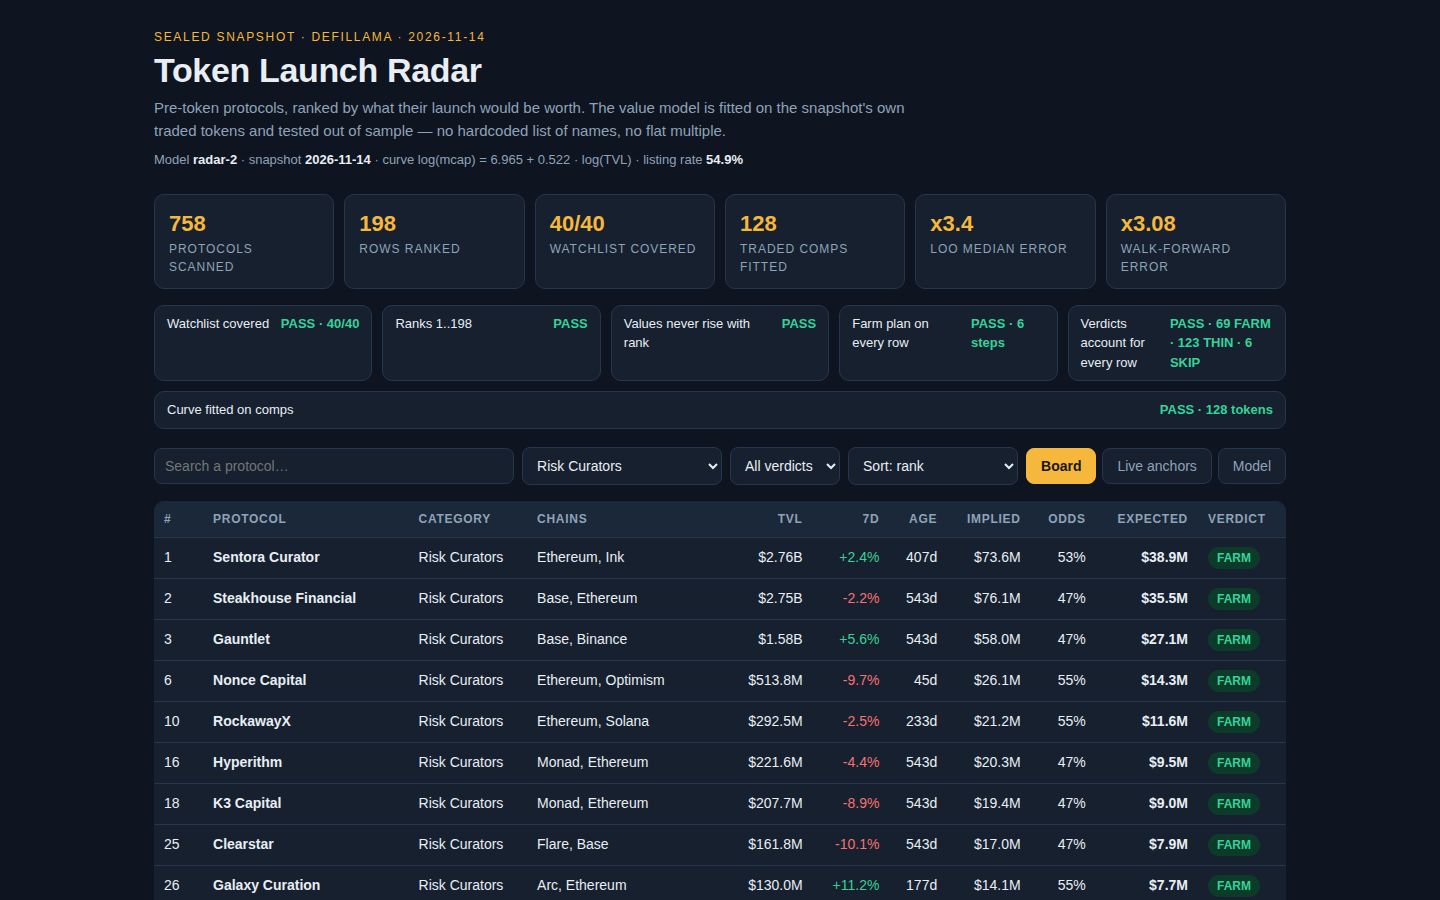 SEALED SNAPSHOT · DEFILLAMA · 2026-11-14
Token Launch Radar
Pre-token protocols, ranked by what their launch would be worth. The value model is fitted on the snapshot's own
traded tokens and tested out of sample — no hardcoded list of names, no flat multiple.
Model radar-2 · snapshot 2026-11-14 · curve log(mcap) = 6.965 + 0.522 · log(TVL) · listing rate 54.9%
758 198 40/40 128 x3.4 x3.08
PROTOCOLS ROWS RANKED WATCHLIST COVERED TRADED COMPS LOO MEDIAN ERROR WALK-FORWARD
SCANNED FITTED ERROR
Watchlist covered PASS · 40/40 Ranks 1..198 PASS Values never rise with PASS Farm plan on PASS · 6 Verdicts PASS · 69 FARM
rank every row steps account for · 123 THIN · 6
every row SKIP
Curve fitted on comps PASS · 128 tokens
Search a protocol… Risk Curators All verdicts Sort: rank Board Live anchors Model
# PROTOCOL CATEGORY CHAINS TVL 7D AGE IMPLIED ODDS EXPECTED VERDICT
1 Sentora Curator Risk Curators Ethereum, Ink $2.76B +2.4% 407d $73.6M 53% $38.9M FARM
2 Steakhouse Financial Risk Curators Base, Ethereum $2.75B -2.2% 543d $76.1M 47% $35.5M FARM
3 Gauntlet Risk Curators Base, Binance $1.58B +5.6% 543d $58.0M 47% $27.1M FARM
6 Nonce Capital Risk Curators Ethereum, Optimism $513.8M -9.7% 45d $26.1M 55% $14.3M FARM
10 RockawayX Risk Curators Ethereum, Solana $292.5M -2.5% 233d $21.2M 55% $11.6M FARM
16 Hyperithm Risk Curators Monad, Ethereum $221.6M -4.4% 543d $20.3M 47% $9.5M FARM
18 K3 Capital Risk Curators Monad, Ethereum $207.7M -8.9% 543d $19.4M 47% $9.0M FARM
25 Clearstar Risk Curators Flare, Base $161.8M -10.1% 543d $17.0M 47% $7.9M FARM
26 Galaxy Curation Risk Curators Arc, Ethereum $130.0M +11.2% 177d $14.1M 55% $7.7M FARM